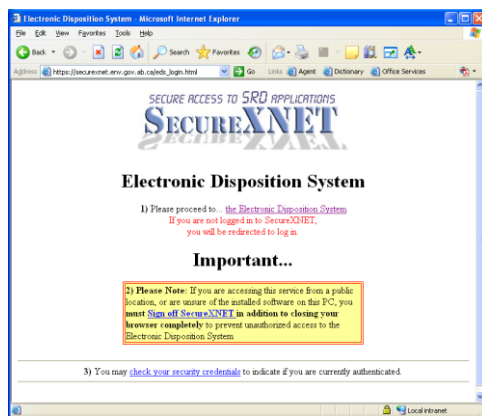 Electronic Disposition System - Microsoft Internet Explorer
File Edit View Favorites Tools Help
Back Search Favorites
Address https://securexnet.env.gov.ab.ca/eds_login.html Go Links Agent Dictionary Office Services
SECURE ACCESS TO SRD APPLICATIONS
SECUREXNET
Electronic Disposition System
1) Please proceed to... the Electronic Disposition System
If you are not logged in to SecureXNET,
you will be redirected to log in.
Important...
2) Please Note: If you are accessing this service from a public
location, or are unsure of the installed software on this PC, you
must Sign off SecureXNET in addition to closing your
browser completely to prevent unauthorized access to the
Electronic Disposition System
3) You may check your security credentials to indicate if you are currently authenticated.
Local intranet